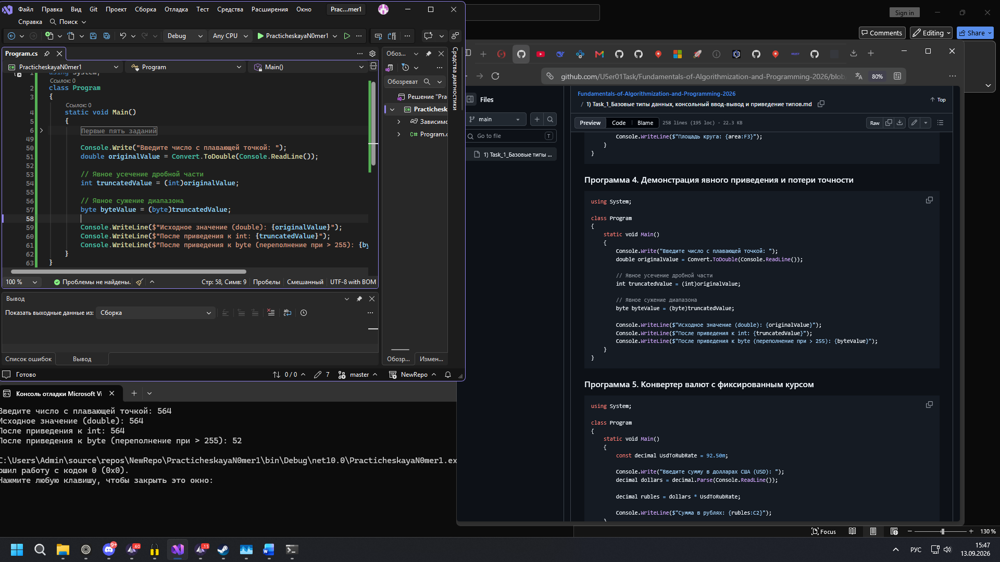 Файл Правка Вид Git Проект Сборка Отладка Тест Средства Расширения Окно Prac...mer1
Справка Поиск
Debug Any CPU PracticheskayaN0mer1
Program.cs
PracticheskayaN0mer1 Program Main()
1 using System;
Ссылок: 0
2 class Program
3 {
Ссылок: 0
4 static void Main()
5 {
6 Первые пять заданий
49
50 Console.Write("Введите число с плавающей точкой: ");
51 double originalValue = Convert.ToDouble(Console.ReadLine());
52
53 // Явное усечение дробной части
54 int truncatedValue = (int)originalValue;
55
56 // Явное сужение диапазона
57 byte byteValue = (byte)truncatedValue;
58
59 Console.WriteLine($"Исходное значение (double): {originalValue}");
60 Console.WriteLine($"После приведения к int: {truncatedValue}");
61 Console.WriteLine($"После приведения к byte (переполнение при > 255): {by
62 }
63 }
100 % Проблемы не найдены. Стр: 58, Симв: 9 Пробелы Смешанный UTF-8 with BOM
Обоз...
Обозреват
Решение "Pra
Practichesk
Зависимо
Program.c
Обозр... Измен...
Средства диагностики
Вывод
Показать выходные данные из: Сборка
Список ошибок Вывод
Готово 0 / 0 7 master NewRepo
Консоль отладки Microsoft Vi
Введите число с плавающей точкой: 564
Исходное значение (double): 564
После приведения к int: 564
После приведения к byte (переполнение при > 255): 52
C:\Users\Admin\source\repos\NewRepo\PracticheskayaN0mer1\bin\Debug\net10.0\PracticheskayaN0mer1.ex
ршил работу с кодом 0 (0x0).
Нажмите любую клавишу, чтобы закрыть это окно:
Sign in
Comments Editing Share
github.com/U5er01Task/Fundamentals-of-Algorithmization-and-Programming-2026/blob 80%
Files
main
Go to file T
1) Task_1_Базовые типы ...
Fundamentals-of-Algorithmization-and-Programming-2026
/ 1) Task_1_Базовые типы данных, консольный ввод-вывод и приведение типов.md
Top
Preview Code Blame 258 lines (195 loc) · 22.3 KB Raw
Console.WriteLine($"Площадь круга: {area:F3}");
}
}
Программа 4. Демонстрация явного приведения и потери точности
using System;
class Program
{
static void Main()
{
Console.Write("Введите число с плавающей точкой: ");
double originalValue = Convert.ToDouble(Console.ReadLine());
// Явное усечение дробной части
int truncatedValue = (int)originalValue;
// Явное сужение диапазона
byte byteValue = (byte)truncatedValue;
Console.WriteLine($"Исходное значение (double): {originalValue}");
Console.WriteLine($"После приведения к int: {truncatedValue}");
Console.WriteLine($"После приведения к byte (переполнение при > 255): {byteValue}");
}
}
Программа 5. Конвертер валют с фиксированным курсом
using System;
class Program
{
static void Main()
{
const decimal UsdToRubRate = 92.50m;
Console.Write("Введите сумму в долларах США (USD): ");
decimal dollars = decimal.Parse(Console.ReadLine());
decimal rubles = dollars * UsdToRubRate;
Console.WriteLine($"Сумма в рублях: {rubles:C2}");
}
Focus 130 %
9+ .60 .15
РУС
15:47
13.09.2026